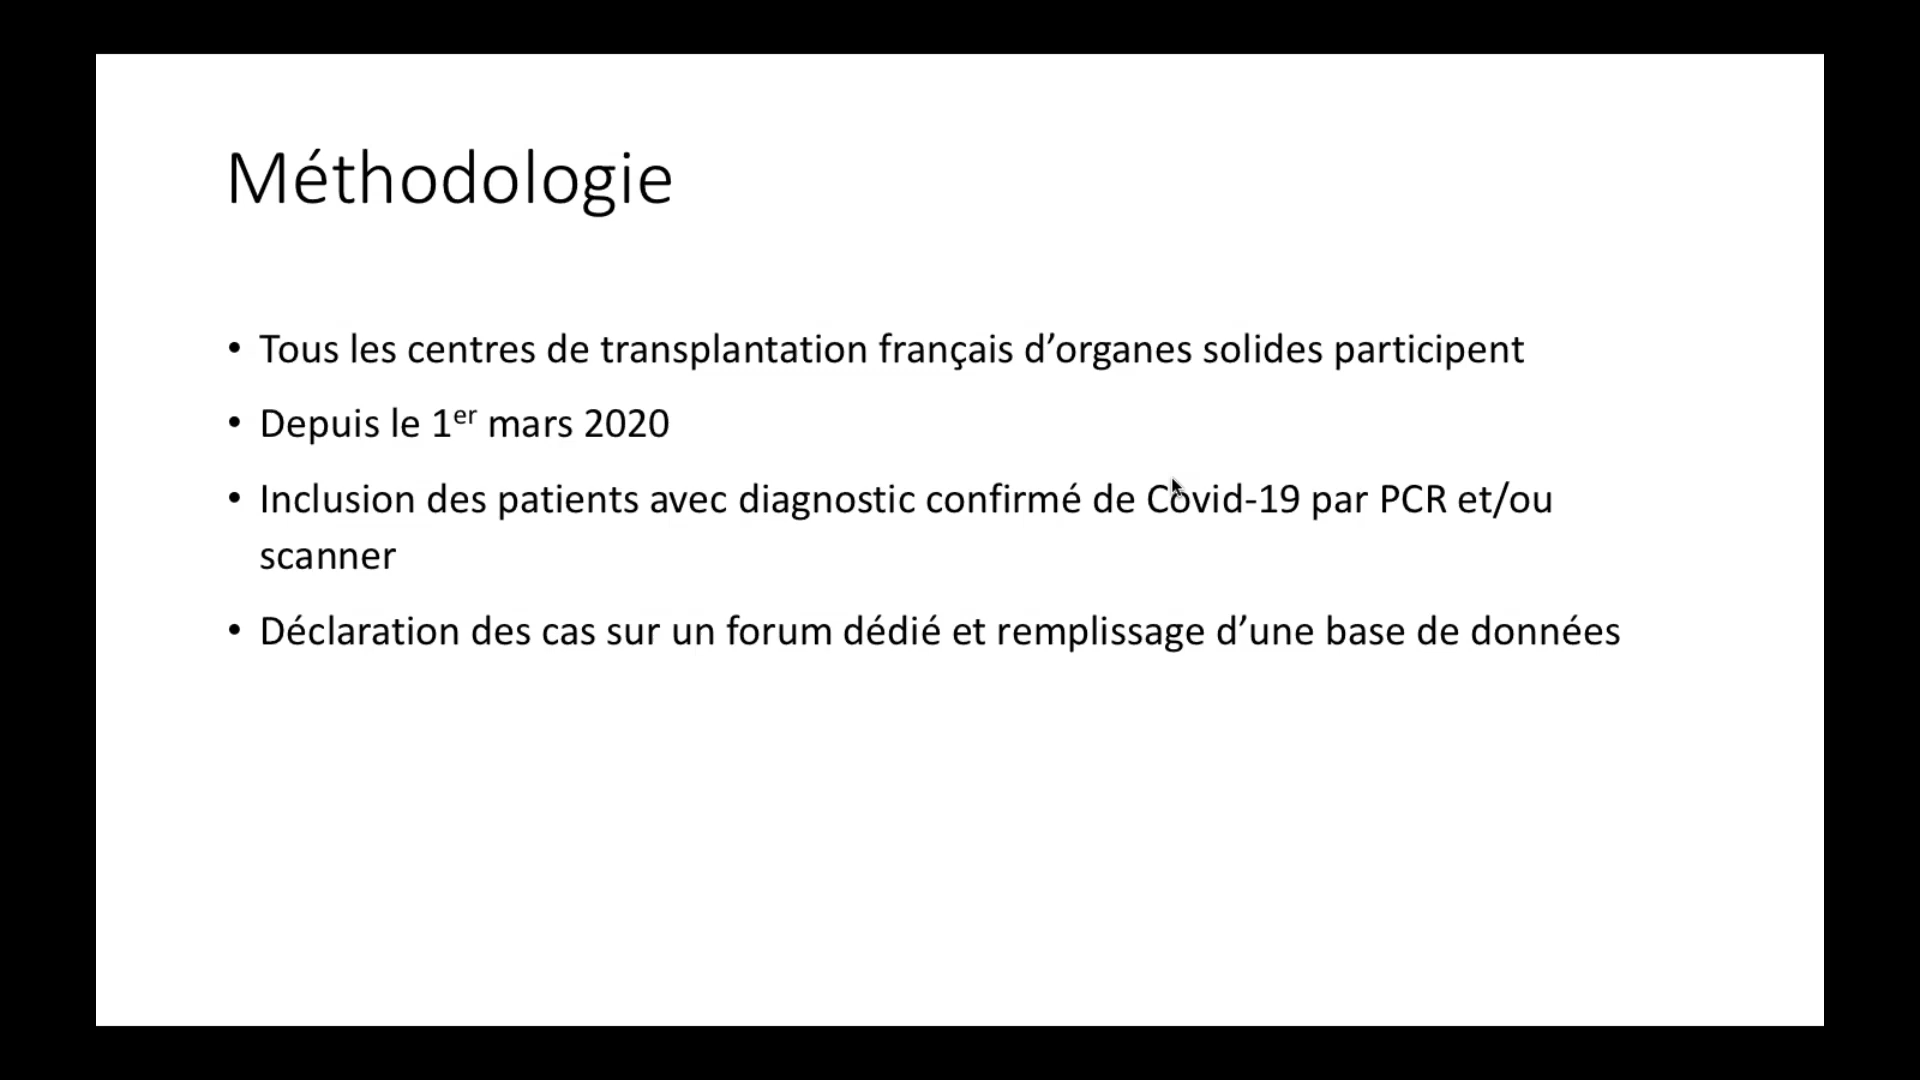 Méthodologie
• Tous les centres de transplantation français d’organes solides participent
• Depuis le 1er mars 2020
• Inclusion des patients avec diagnostic confirmé de Covid-19 par PCR et/ou
scanner
• Déclaration des cas sur un forum dédié et remplissage d’une base de données